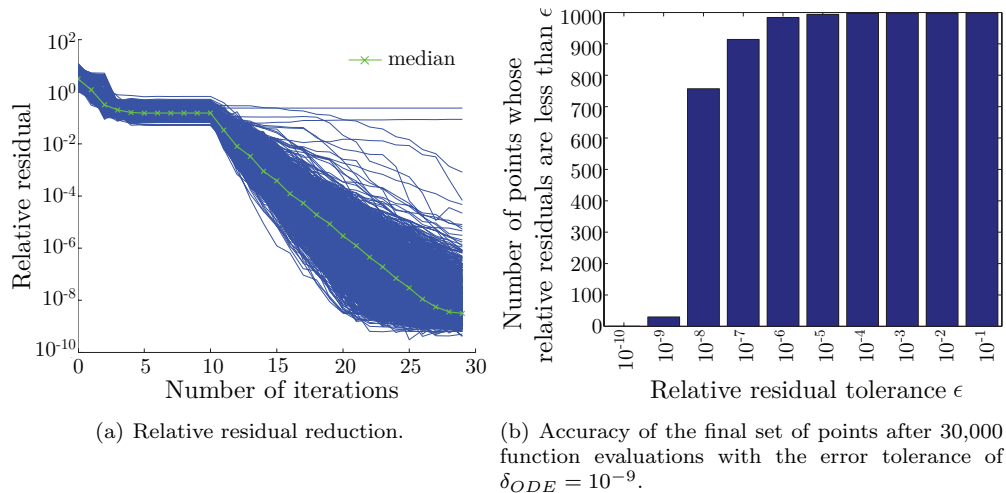 10^2
10^0
10^-2
10^-4
10^-6
10^-8
10^-10
Relative residual
median
0 5 10 15 20 25 30
Number of iterations
(a) Relative residual reduction.
Number of points whose
relative residuals are less than ϵ
1000
900
800
700
600
500
400
300
200
100
0
10^-10 10^-9 10^-8 10^-7 10^-6 10^-5 10^-4 10^-3 10^-2 10^-1
Relative residual tolerance ϵ
(b) Accuracy of the final set of points after 30,000
function evaluations with the error tolerance of
δ_ODE = 10^-9.